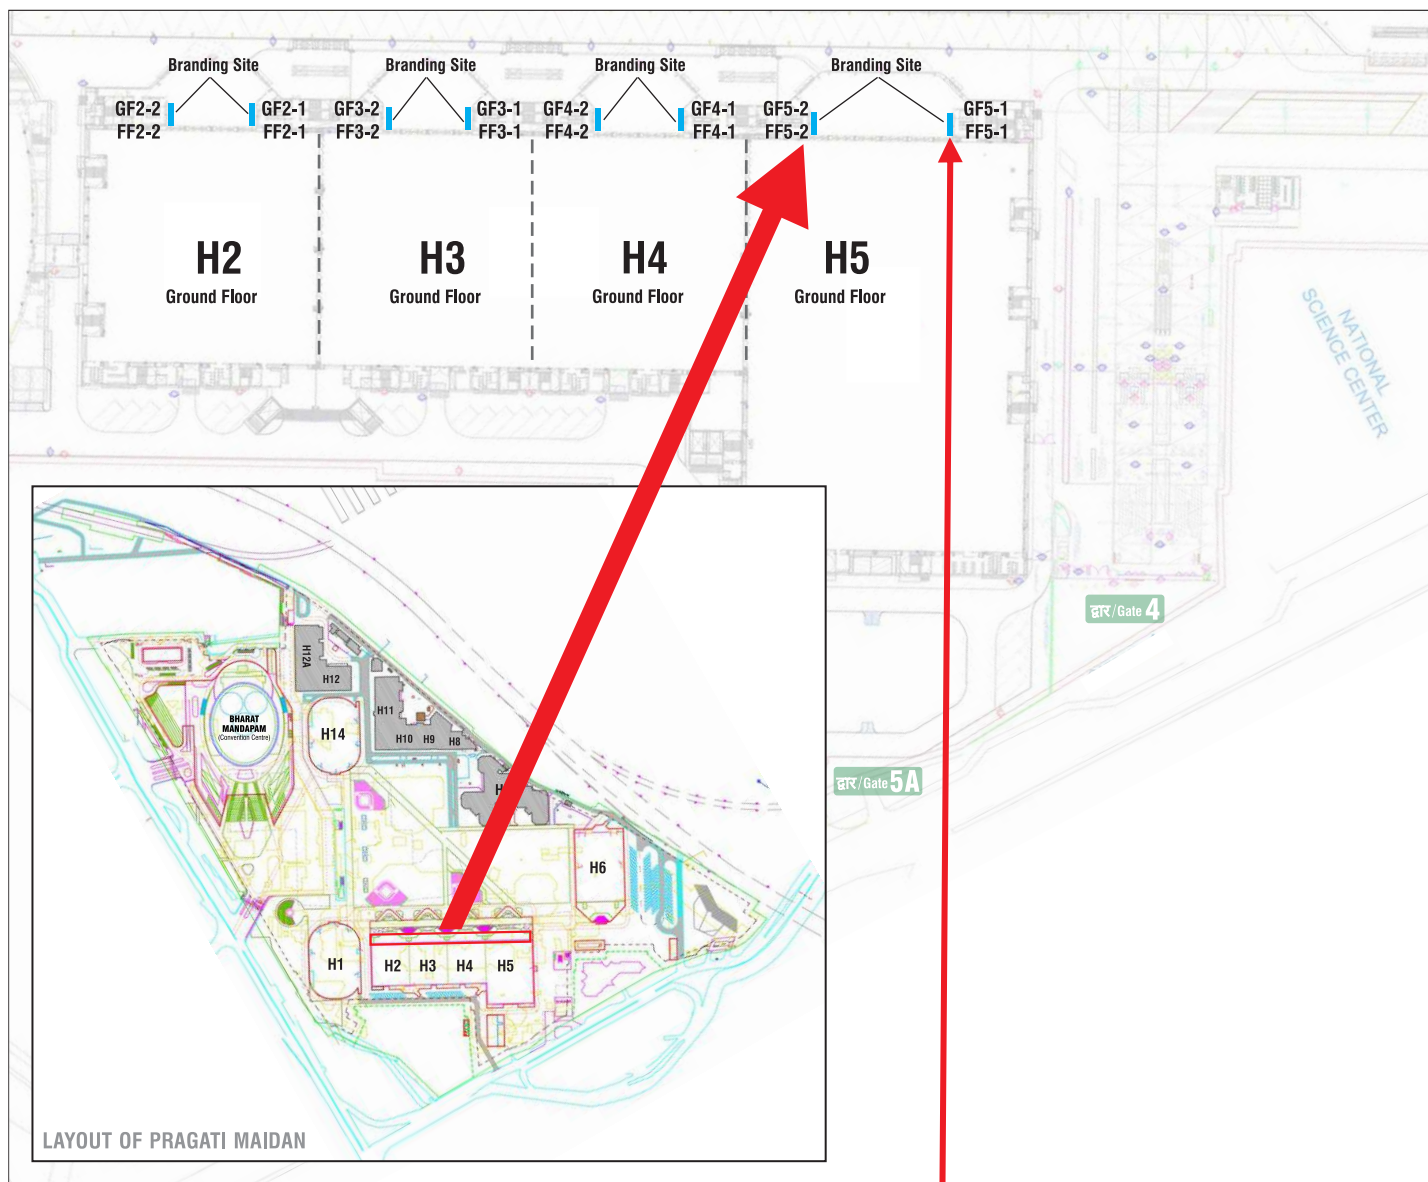 Branding Site
Branding Site
Branding Site
Branding Site
GF2-2
FF2-2
GF2-1
FF2-1
GF3-2
FF3-2
GF3-1
FF3-1
GF4-2
FF4-2
GF4-1
FF4-1
GF5-2
FF5-2
GF5-1
FF5-1
H2
Ground Floor
H3
Ground Floor
H4
Ground Floor
H5
Ground Floor
NATIONAL
SCIENCE CENTER
द्वार/Gate 4
द्वार/Gate 5A
H12A
H12
BHARAT
MANDAPAM
(Convention Centre)
H14
H11
H10
H9
H8
H6
H1
H2
H3
H4
H5
LAYOUT OF PRAGATI MAIDAN